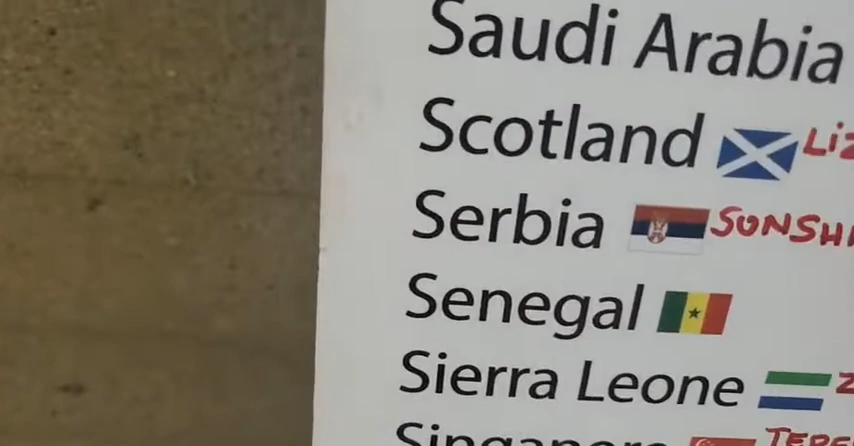 Saudi Arabia
Scotland
Serbia
Senegal
Sierra Leone
Singapore